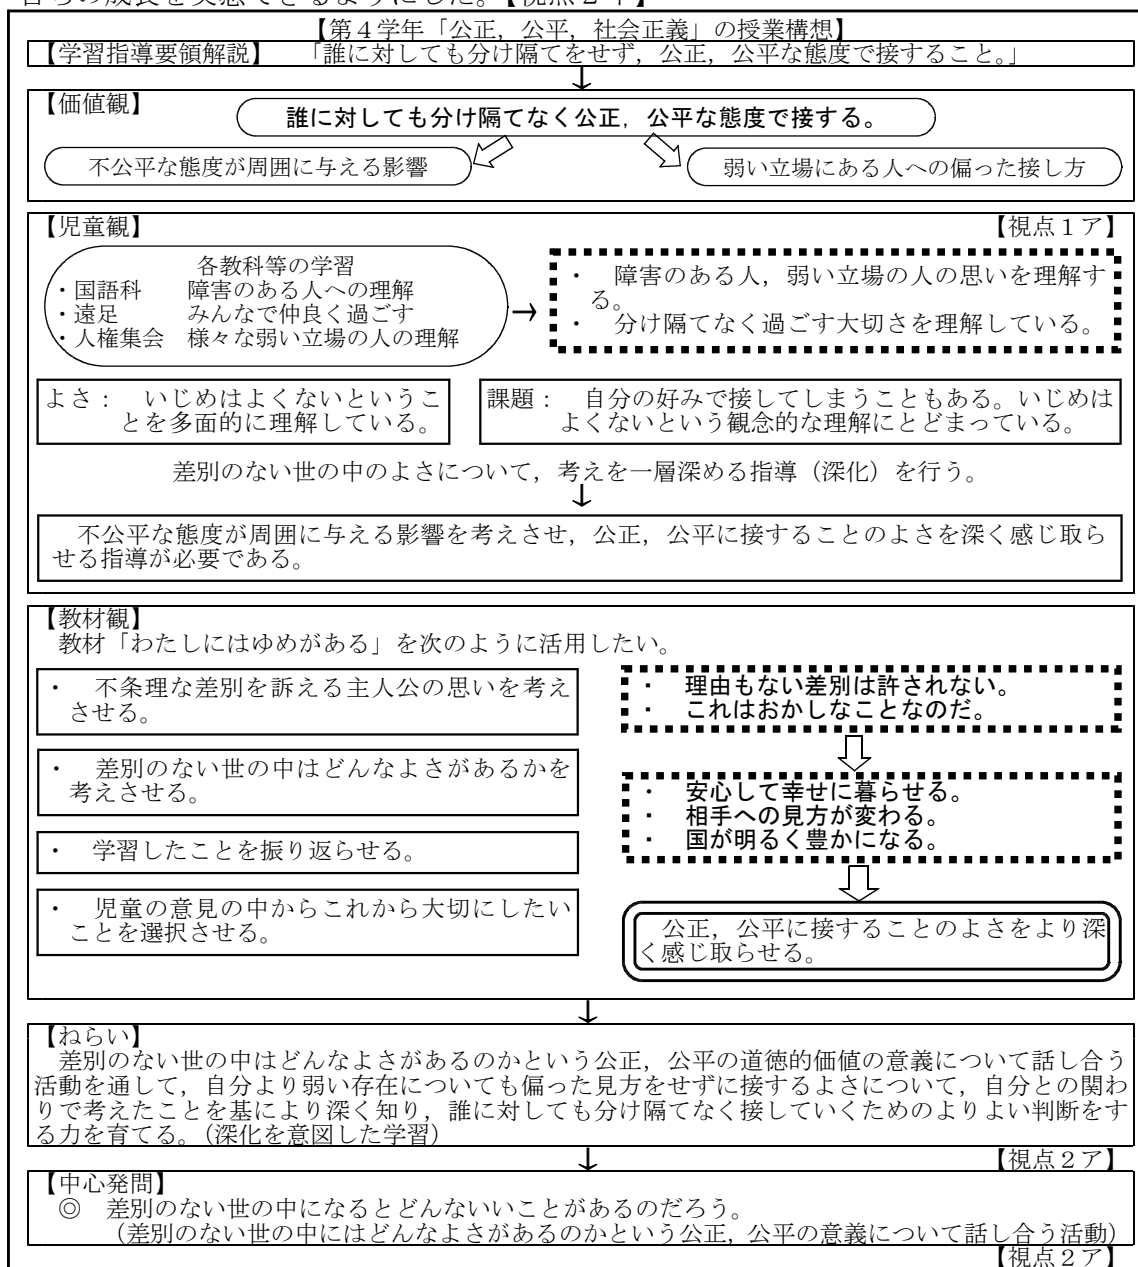 【第４学年「公正，公平，社会正義」の授業構想】
【学習指導要領解説】　「誰に対しても分け隔てをせず，公正，公平な態度で接すること。」
↓
【価値観】
誰に対しても分け隔てなく公正，公平な態度で接する。
不公平な態度が周囲に与える影響
弱い立場にある人への偏った接し方
【児童観】
【視点１ア】
各教科等の学習
・国語科　障害のある人への理解
・遠足　みんなで仲良く過ごす
・人権集会　様々な弱い立場の人の理解
→
・　障害のある人，弱い立場の人の思いを理解す
る。
・　分け隔てなく過ごす大切さを理解している。
よさ：　いじめはよくないというこ
とを多面的に理解している。
課題：　自分の好みで接してしまうこともある。いじめは
よくないという観念的な理解にとどまっている。
差別のない世の中のよさについて，考えを一層深める指導（深化）を行う。
↓
不公平な態度が周囲に与える影響を考えさせ，公正，公平に接することのよさを深く感じ取ら
せる指導が必要である。
【教材観】
教材「わたしにはゆめがある」を次のように活用したい。
・　不条理な差別を訴える主人公の思いを考え
させる。
・　差別のない世の中はどんなよさがあるかを
考えさせる。
・　学習したことを振り返らせる。
・　児童の意見の中からこれから大切にしたい
ことを選択させる。
・　理由もない差別は許されない。
・　これはおかしなことなのだ。
・　安心して幸せに暮らせる。
・　相手への見方が変わる。
・　国が明るく豊かになる。
公正，公平に接することのよさをより深
く感じ取らせる。
↓
【ねらい】
差別のない世の中はどんなよさがあるのかという公正，公平の道徳的価値の意義について話し合う
活動を通して，自分より弱い存在についても偏った見方をせずに接するよさについて，自分との関わ
りで考えたことを基により深く知り，誰に対しても分け隔てなく接していくためのよりよい判断をす
る力を育てる。（深化を意図した学習）
↓
【視点２ア】
【中心発問】
◎　差別のない世の中になるとどんないいことがあるのだろう。
（差別のない世の中にはどんなよさがあるのかという公正，公平の意義について話し合う活動）
【視点２ア】